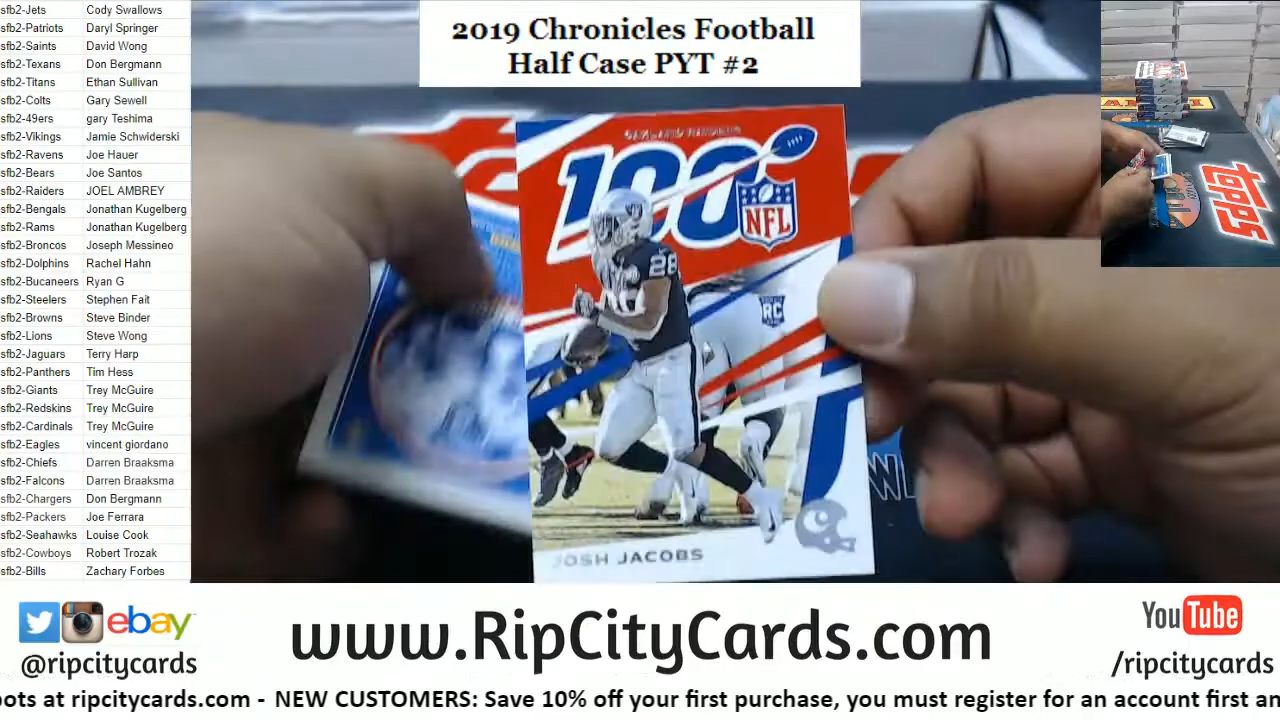 sfb2-Jets Cody Swallows
sfb2-Patriots Daryl Springer
sfb2-Saints David Wong
sfb2-Texans Don Bergmann
sfb2-Titans Ethan Sullivan
sfb2-Colts Gary Sewell
sfb2-49ers gary Teshima
sfb2-Vikings Jamie Schwiderski
sfb2-Ravens Joe Hauer
sfb2-Bears Joe Santos
sfb2-Raiders JOEL AMBREY
sfb2-Bengals Jonathan Kugelberg
sfb2-Rams Jonathan Kugelberg
sfb2-Broncos Joseph Messineo
sfb2-Dolphins Rachel Hahn
sfb2-Bucaneers Ryan G
sfb2-Steelers Stephen Fait
sfb2-Browns Steve Binder
sfb2-Lions Steve Wong
sfb2-Jaguars Terry Harp
sfb2-Panthers Tim Hess
sfb2-Giants Trey McGuire
sfb2-Redskins Trey McGuire
sfb2-Cardinals Trey McGuire
sfb2-Eagles vincent giordano
sfb2-Chiefs Darren Braaksma
sfb2-Falcons Darren Braaksma
sfb2-Chargers Don Bergmann
sfb2-Packers Joe Ferrara
sfb2-Seahawks Louise Cook
sfb2-Cowboys Robert Trozak
sfb2-Bills Zachary Forbes
2019 Chronicles Football
Half Case PYT #2
OAKLAND RAIDERS
100
NFL
28
RC
JOSH JACOBS
topps
ebay
@ripcitycards
www.RipCityCards.com
YouTube
/ripcitycards
pots at ripcitycards.com - NEW CUSTOMERS: Save 10% off your first purchase, you must register for an account first an